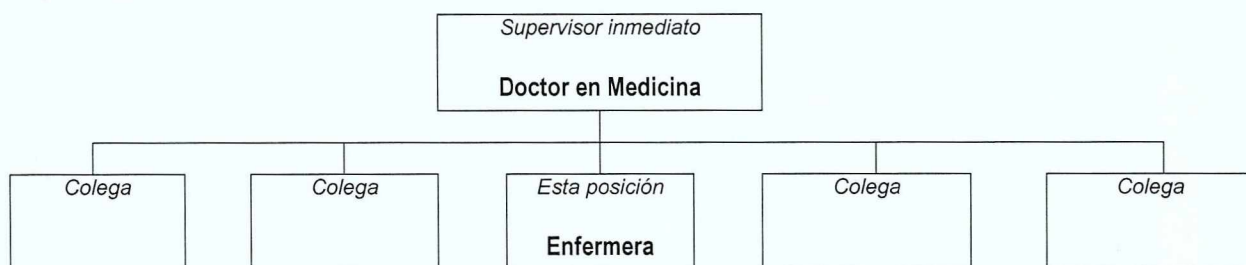 Supervisor inmediato
Doctor en Medicina
Colega
Colega
Esta posición
Colega
Colega
Enfermera